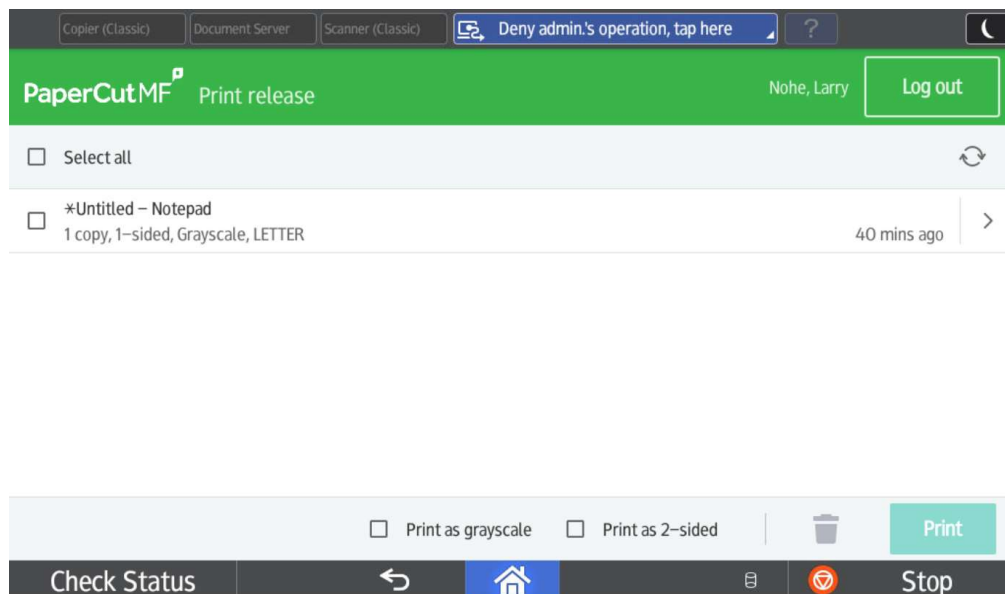 Copier (Classic) Document Server Scanner (Classic) Deny admin.'s operation, tap here ?
PaperCutMF Print release Nohe, Larry Log out
Select all
*Untitled – Notepad
1 copy, 1-sided, Grayscale, LETTER 40 mins ago
Print as grayscale Print as 2-sided Print
Check Status Stop